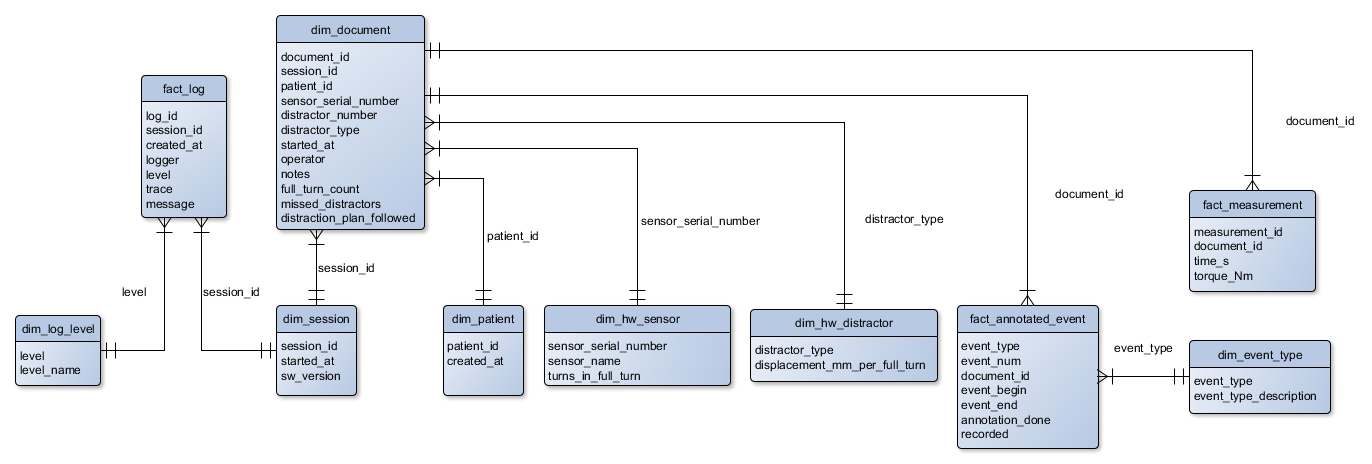 dim_document
document_id
session_id
patient_id
sensor_serial_number
distractor_number
distractor_type
started_at
operator
notes
full_turn_count
missed_distractors
distraction_plan_followed
fact_log
log_id
session_id
created_at
logger
level
trace
message
document_id
document_id
distractor_type
sensor_serial_number
patient_id
session_id
level
session_id
fact_measurement
measurement_id
document_id
time_s
torque_Nm
dim_log_level
level
level_name
dim_session
session_id
started_at
sw_version
dim_patient
patient_id
created_at
dim_hw_sensor
sensor_serial_number
sensor_name
turns_in_full_turn
dim_hw_distractor
distractor_type
displacement_mm_per_full_turn
fact_annotated_event
event_type
event_num
document_id
event_begin
event_end
annotation_done
recorded
event_type
dim_event_type
event_type
event_type_description